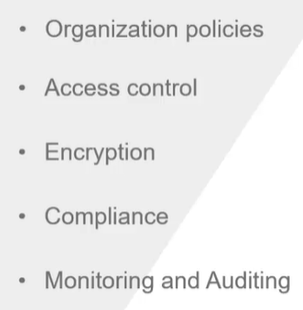 • Organization policies
• Access control
• Encryption
• Compliance
• Monitoring and Auditing